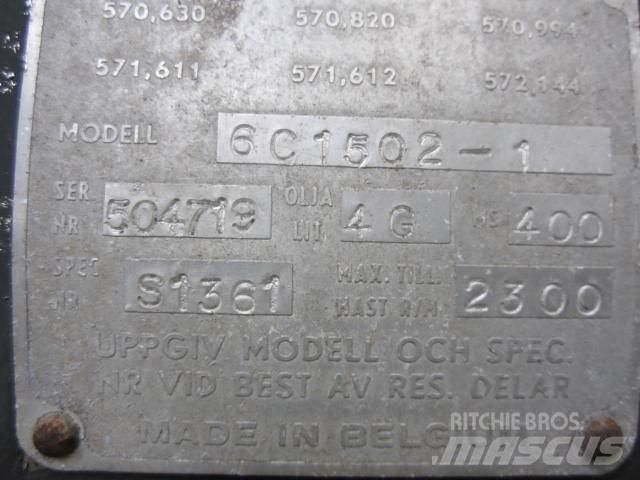 570,630 570,820 570,994
571,611 571,612 572,144
MODELL 6C1502-1
SER NR 504719 OLJA LIT. 4G HS 400
SPEC NR S1361 MAX. TILL. HAST R/M 2300
UPPGIV MODELL OCH SPEC.
NR VID BEST AV RES. DELAR
MADE IN BELG
RITCHIE BROS.
MASCUS